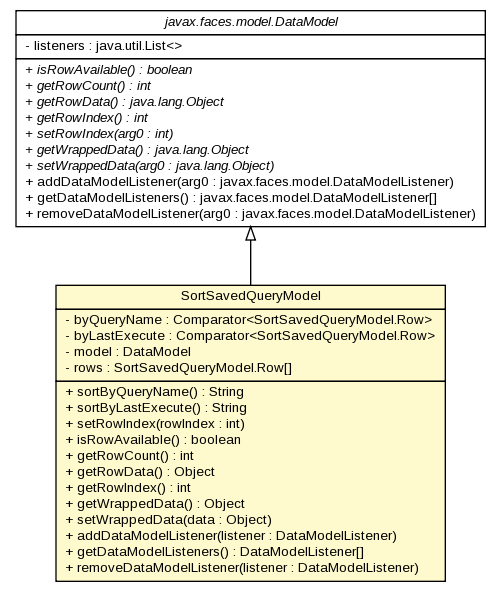 javax.faces.model.DataModel
- listeners : java.util.List<>
+ isRowAvailable() : boolean
+ getRowCount() : int
+ getRowData() : java.lang.Object
+ getRowIndex() : int
+ setRowIndex(arg0 : int)
+ getWrappedData() : java.lang.Object
+ setWrappedData(arg0 : java.lang.Object)
+ addDataModelListener(arg0 : javax.faces.model.DataModelListener)
+ getDataModelListeners() : javax.faces.model.DataModelListener[]
+ removeDataModelListener(arg0 : javax.faces.model.DataModelListener)
SortSavedQueryModel
- byQueryName : Comparator<SortSavedQueryModel.Row>
- byLastExecute : Comparator<SortSavedQueryModel.Row>
- model : DataModel
- rows : SortSavedQueryModel.Row[]
+ sortByQueryName() : String
+ sortByLastExecute() : String
+ setRowIndex(rowIndex : int)
+ isRowAvailable() : boolean
+ getRowCount() : int
+ getRowData() : Object
+ getRowIndex() : int
+ getWrappedData() : Object
+ setWrappedData(data : Object)
+ addDataModelListener(listener : DataModelListener)
+ getDataModelListeners() : DataModelListener[]
+ removeDataModelListener(listener : DataModelListener)